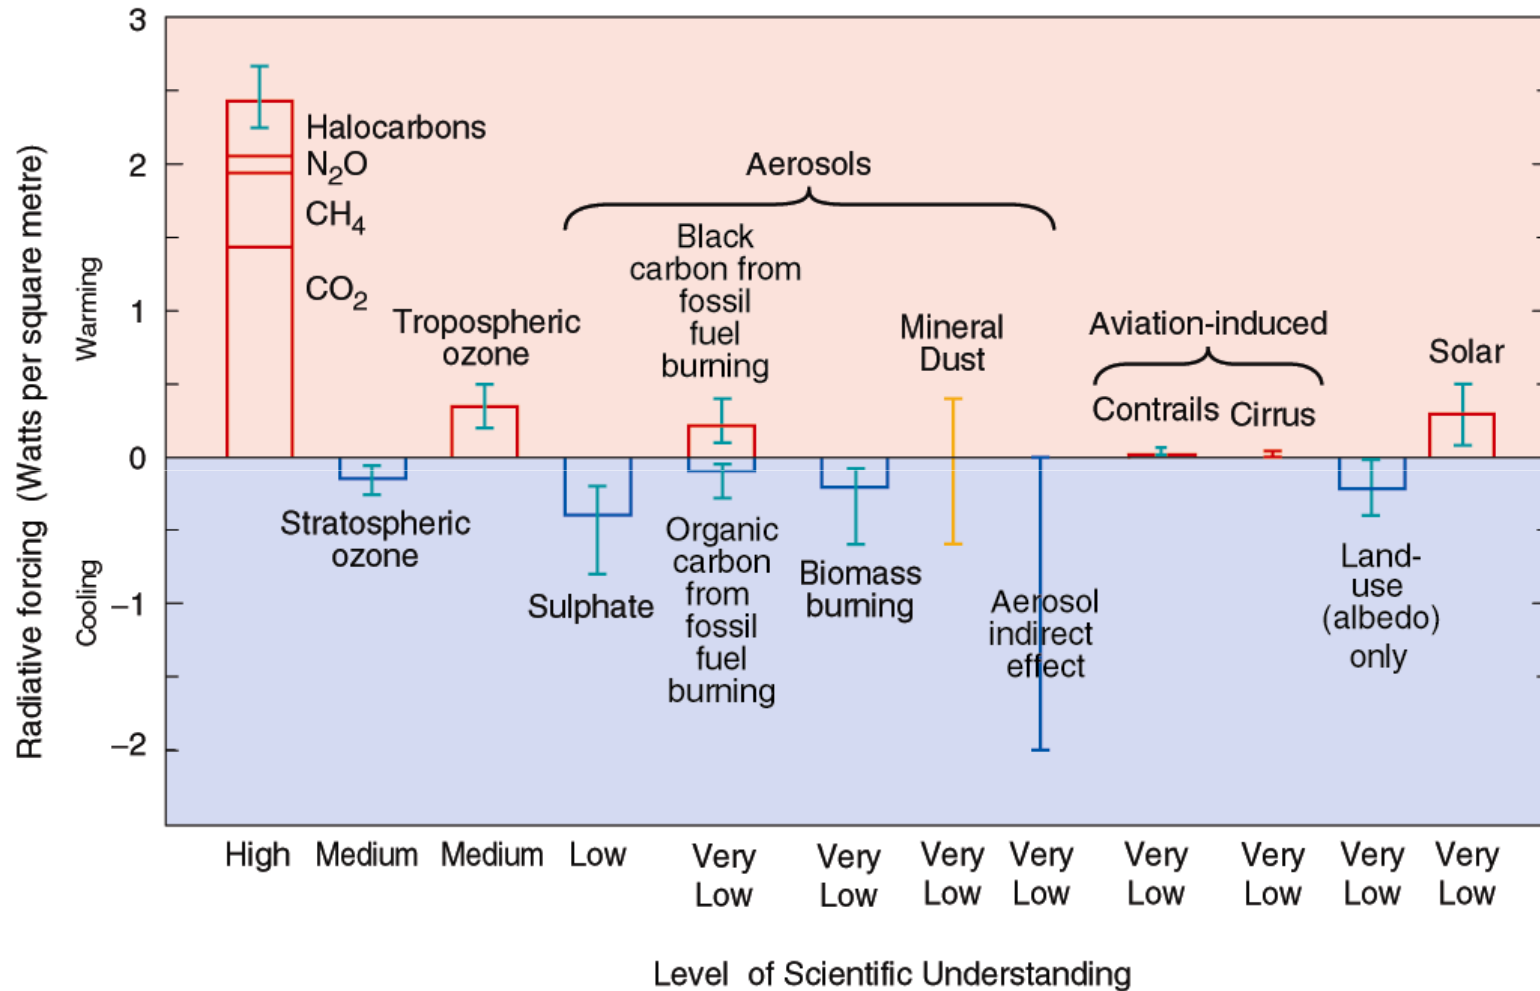 3
2
1
0
–1
–2
Radiative forcing (Watts per square metre)
Warming
Cooling
Halocarbons
N₂O
CH₄
CO₂
Stratospheric
ozone
Tropospheric
ozone
Aerosols
Sulphate
Black
carbon from
fossil
fuel
burning
Organic
carbon
from
fossil
fuel
burning
Biomass
burning
Mineral
Dust
Aerosol
indirect
effect
Aviation-induced
Contrails Cirrus
Land-
use
(albedo)
only
Solar
High Medium Medium Low Very Very Very Very Very Very Very Very
Low Low Low Low Low Low Low Low
Level of Scientific Understanding